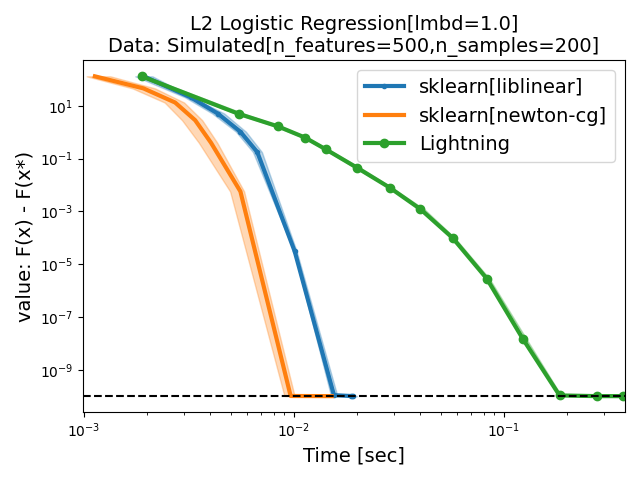 L2 Logistic Regression[lmbd=1.0]
Data: Simulated[n_features=500,n_samples=200]
sklearn[liblinear]
sklearn[newton-cg]
Lightning
value: F(x) - F(x*)
10¹
10⁻¹
10⁻³
10⁻⁵
10⁻⁷
10⁻⁹
10⁻³
10⁻²
10⁻¹
Time [sec]